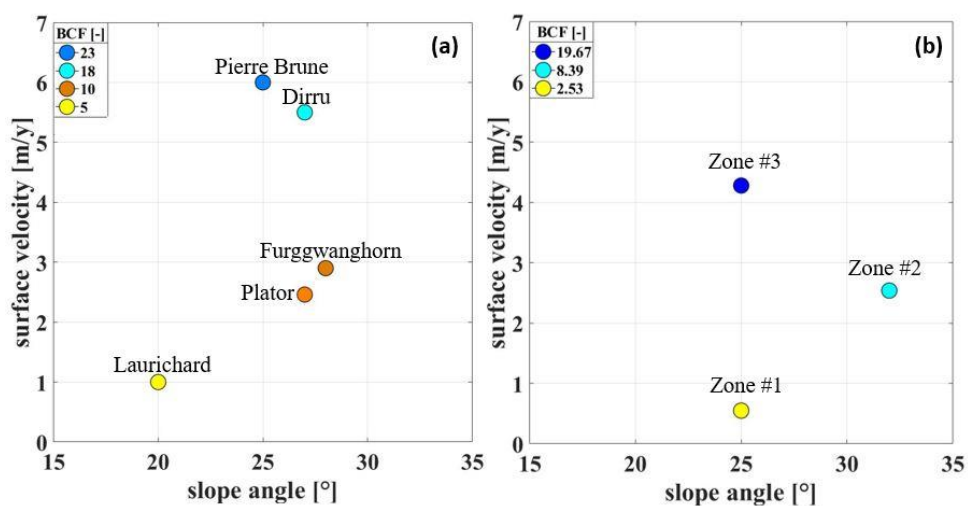 BCF [-]
23
18
10
5
(a)
Pierre Brune
Dirru
Furggwanghorn
Plator
Laurichard
7
6
5
4
3
2
1
0
surface velocity [m/y]
15 20 25 30 35
slope angle [°]
BCF [-]
19.67
8.39
2.53
(b)
Zone #3
Zone #2
Zone #1
7
6
5
4
3
2
1
0
surface velocity [m/y]
15 20 25 30 35
slope angle [°]